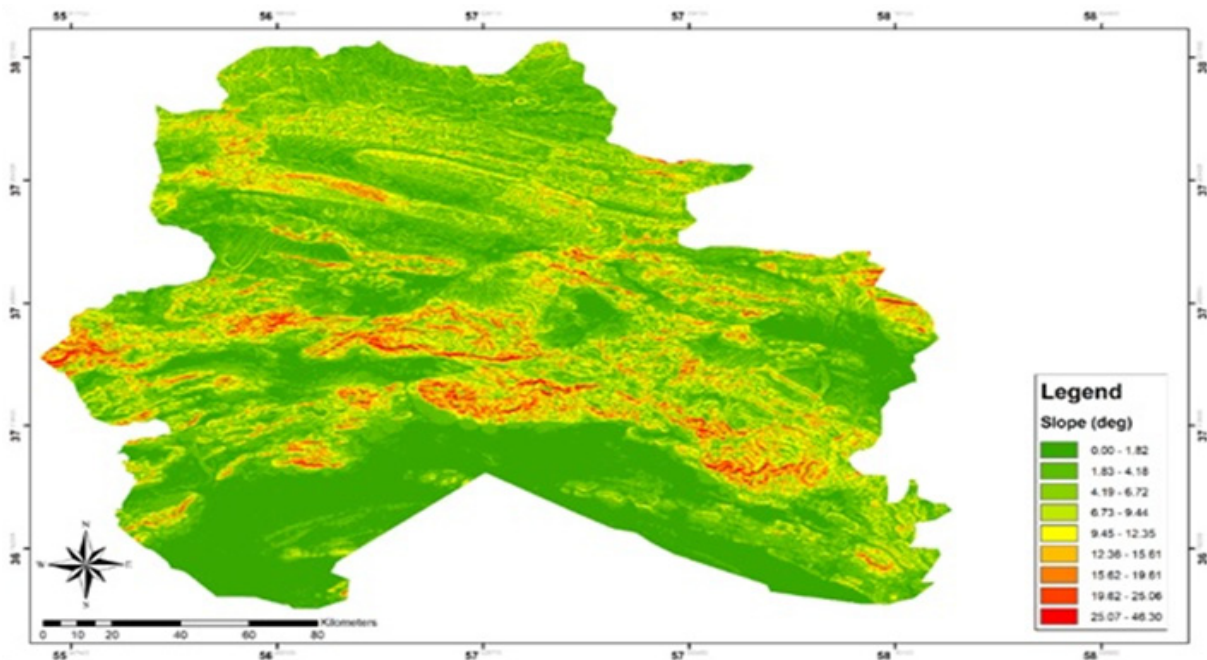 55 56 57 57 58 58
38 38
37 37
37 37
37 37
36 36
Legend
Slope (deg)
0.00 - 1.82
1.83 - 4.18
4.19 - 6.72
6.73 - 9.44
9.45 - 12.35
12.36 - 15.61
15.62 - 19.61
19.62 - 25.06
25.07 - 46.30
N
W E
S
Kilometers
0 10 20 40 60 80
55 56 57 57 58 58